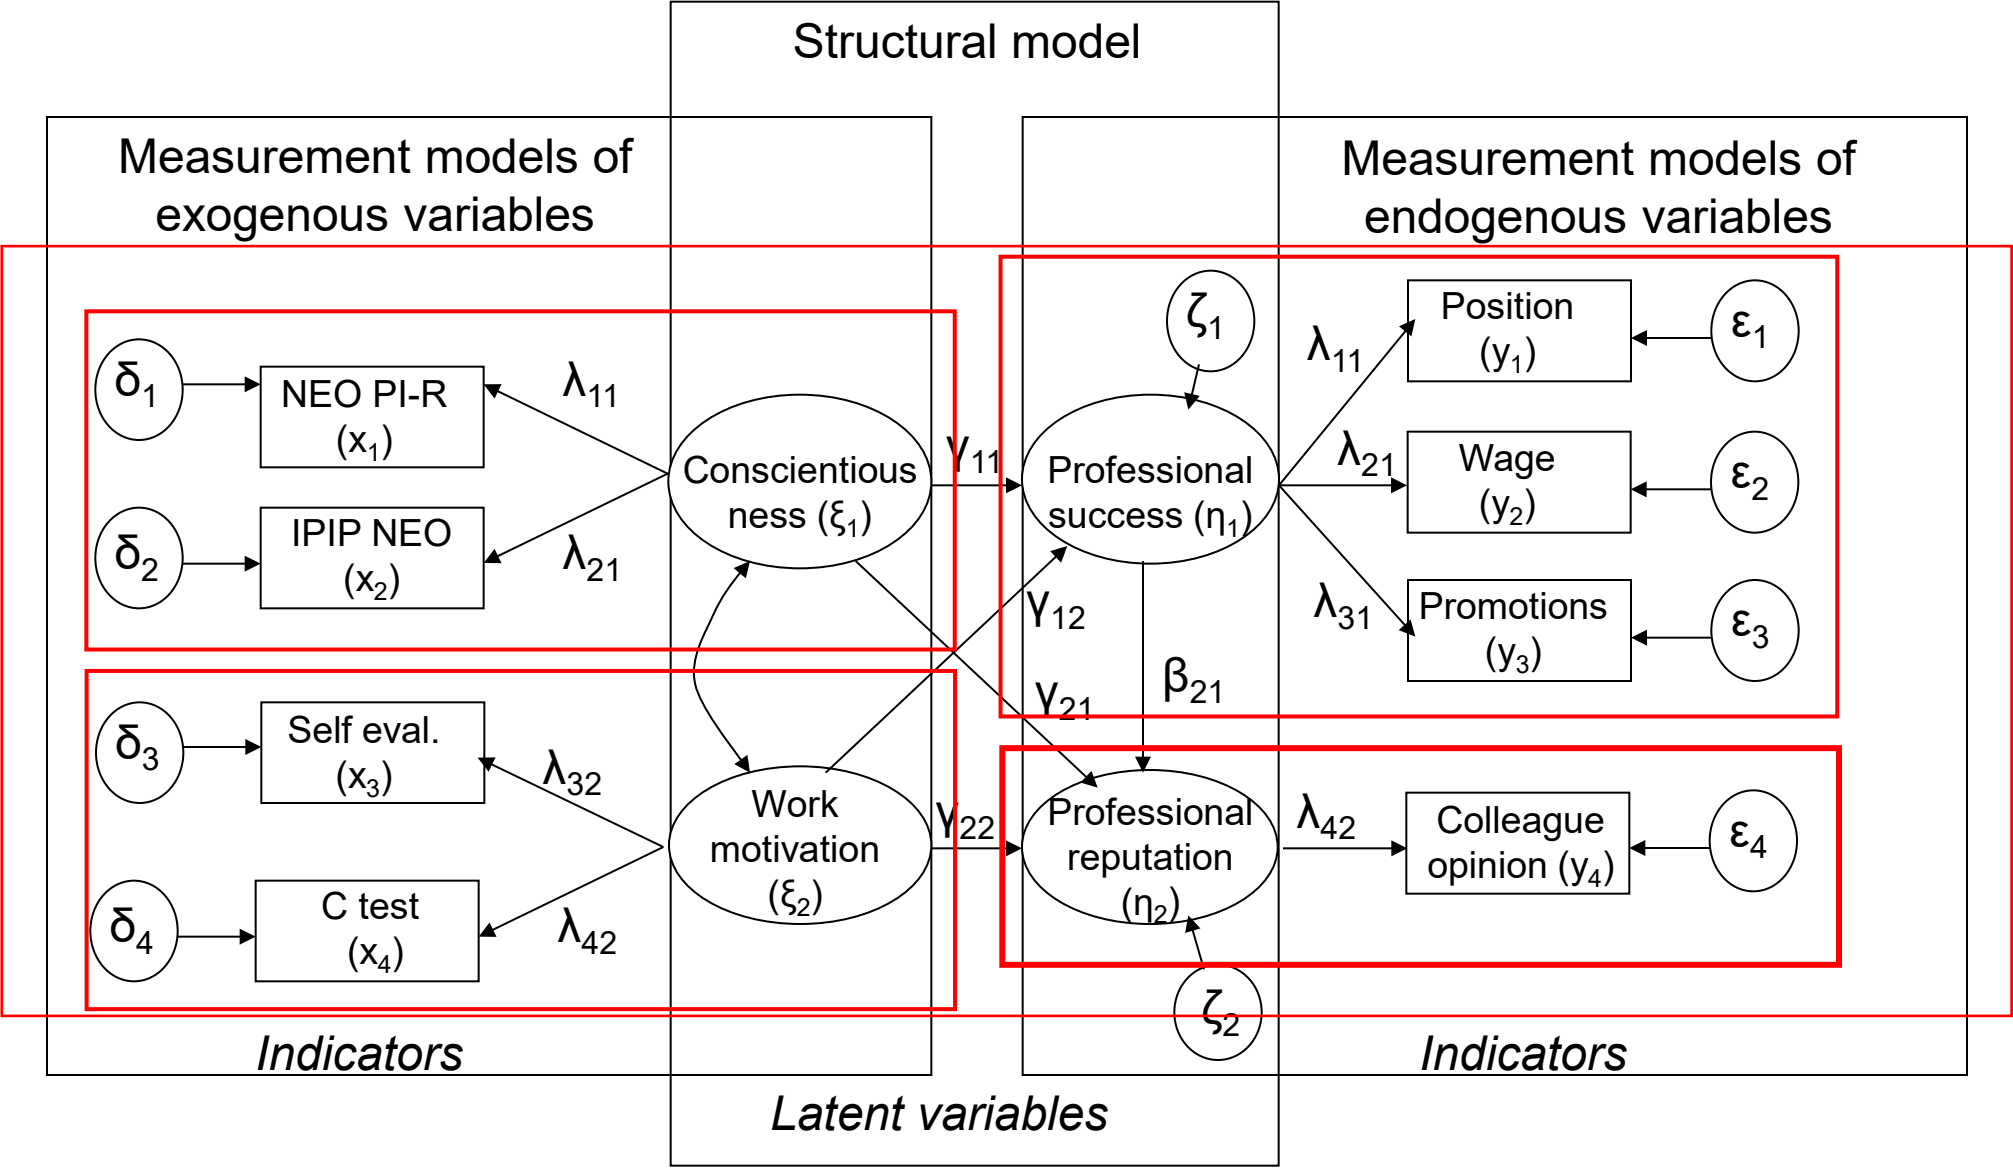 Structural model
Measurement models of
exogenous variables
Measurement models of
endogenous variables
δ1
NEO PI-R
(x1)
λ11
δ2
IPIP NEO
(x2)
λ21
Conscientious
ness (ξ1)
γ11
ζ1
Professional
success (η1)
λ11
Position
(y1)
ε1
λ21
Wage
(y2)
ε2
λ31
Promotions
(y3)
ε3
γ12
γ21
β21
δ3
Self eval.
(x3)
λ32
δ4
C test
(x4)
λ42
Work
motivation
(ξ2)
γ22
Professional
reputation
(η2)
λ42
Colleague
opinion (y4)
ε4
ζ2
Indicators
Indicators
Latent variables